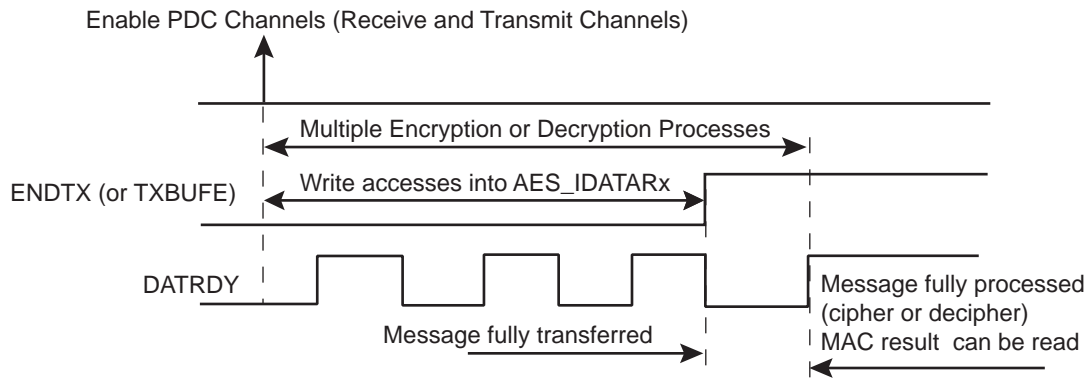 Enable PDC Channels (Receive and Transmit Channels)
Multiple Encryption or Decryption Processes
ENDTX (or TXBUFE)
Write accesses into AES_IDATARx
DATRDY
Message fully transferred
Message fully processed
(cipher or decipher)
MAC result can be read